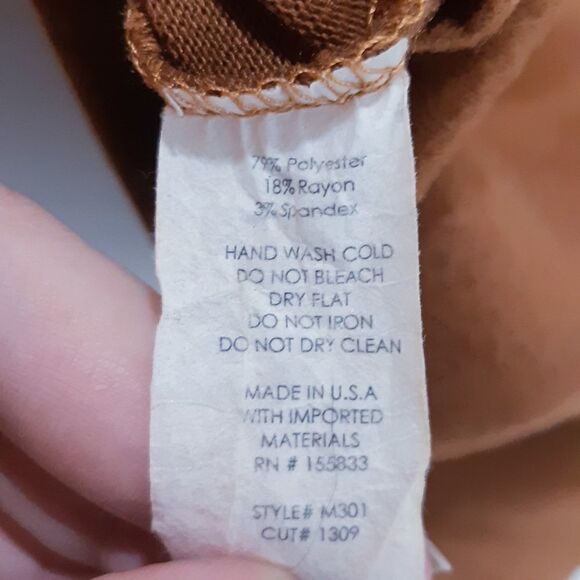 79% Polyester
18% Rayon
3% Spandex
HAND WASH COLD
DO NOT BLEACH
DRY FLAT
DO NOT IRON
DO NOT DRY CLEAN
MADE IN U.S.A
WITH IMPORTED
MATERIALS
RN # 155833
STYLE# M301
CUT# 1309